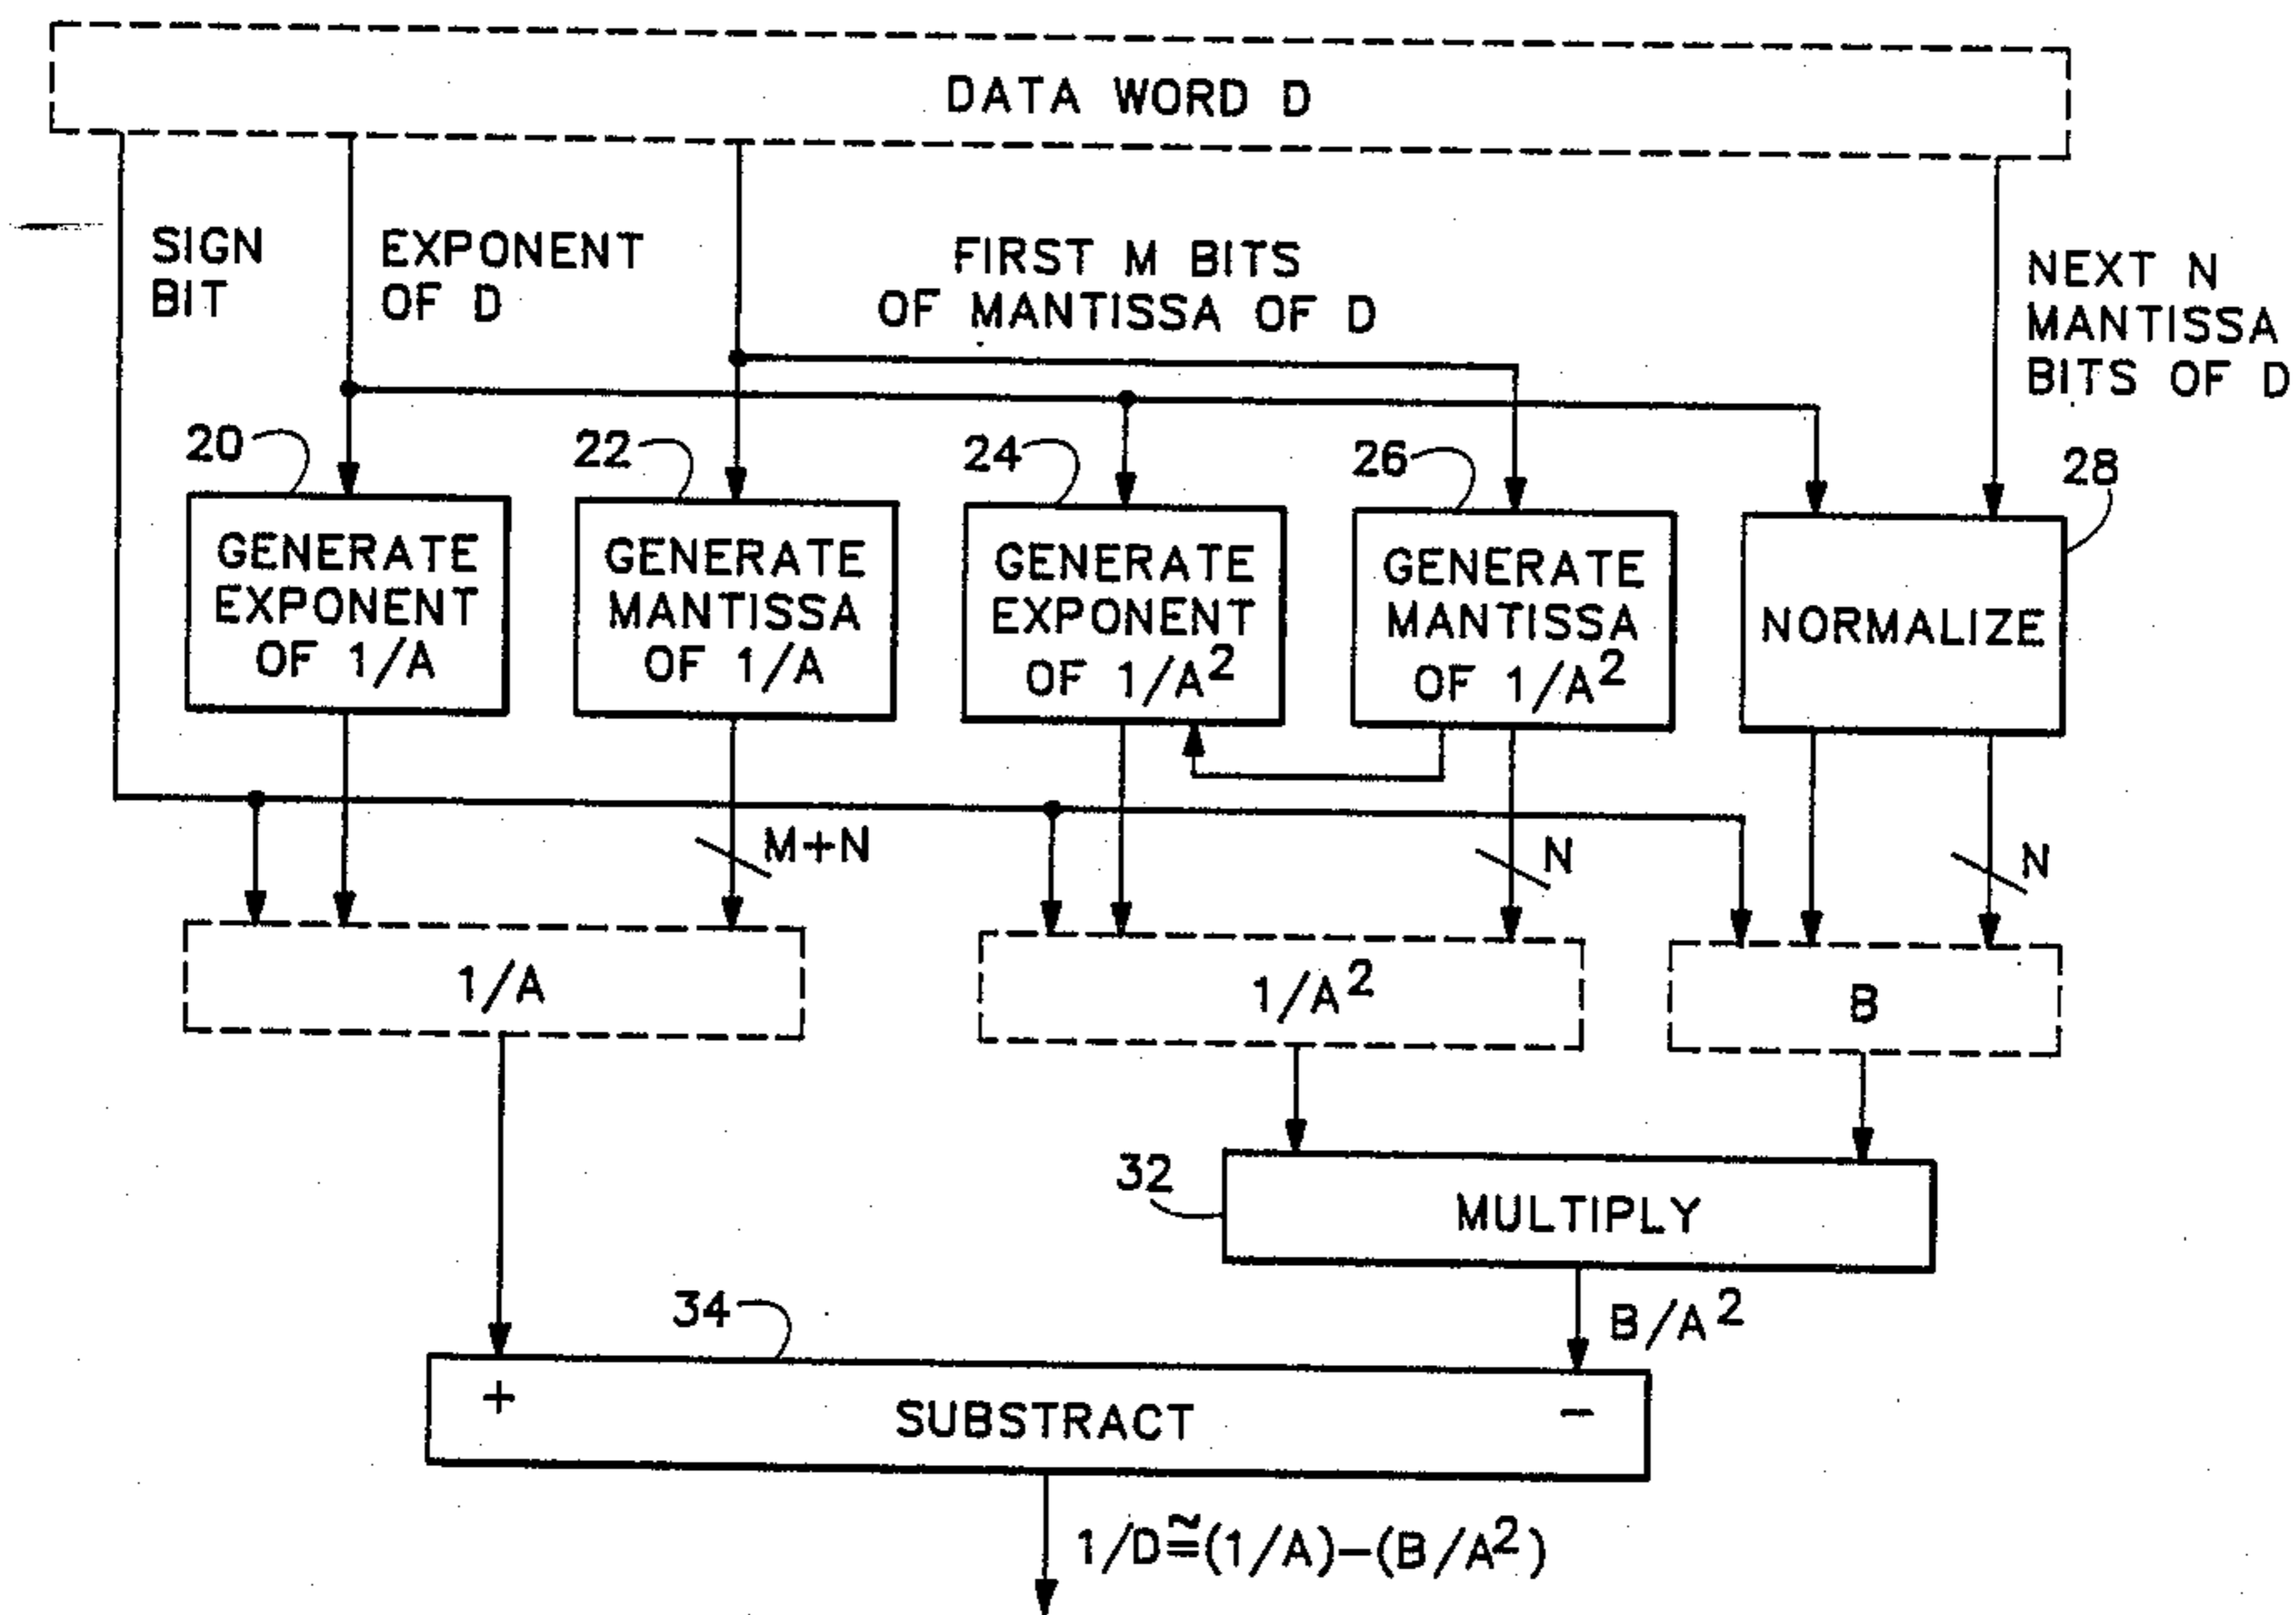 DATA WORD D
SIGN
BIT
EXPONENT
OF D
FIRST M BITS
OF MANTISSA OF D
NEXT N
MANTISSA
BITS OF D
20
22
24
26
28
GENERATE
EXPONENT
OF 1/A
GENERATE
MANTISSA
OF 1/A
GENERATE
EXPONENT
OF 1/A²
GENERATE
MANTISSA
OF 1/A²
NORMALIZE
M+N
N
N
1/A
1/A²
B
32
MULTIPLY
B/A²
34
+
SUBSTRACT
−
1/D≅(1/A)−(B/A²)